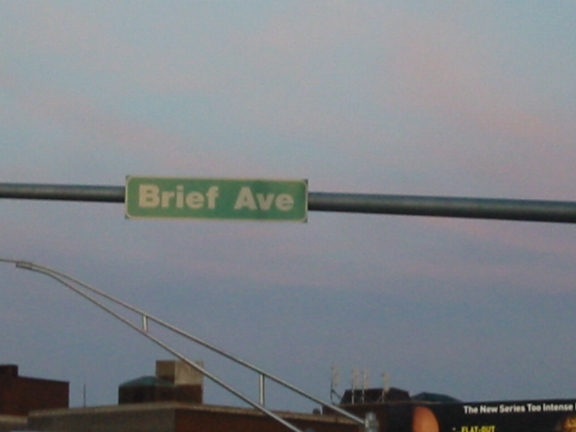 Brief Ave
The New Series Too Intense
FLAT-OUT